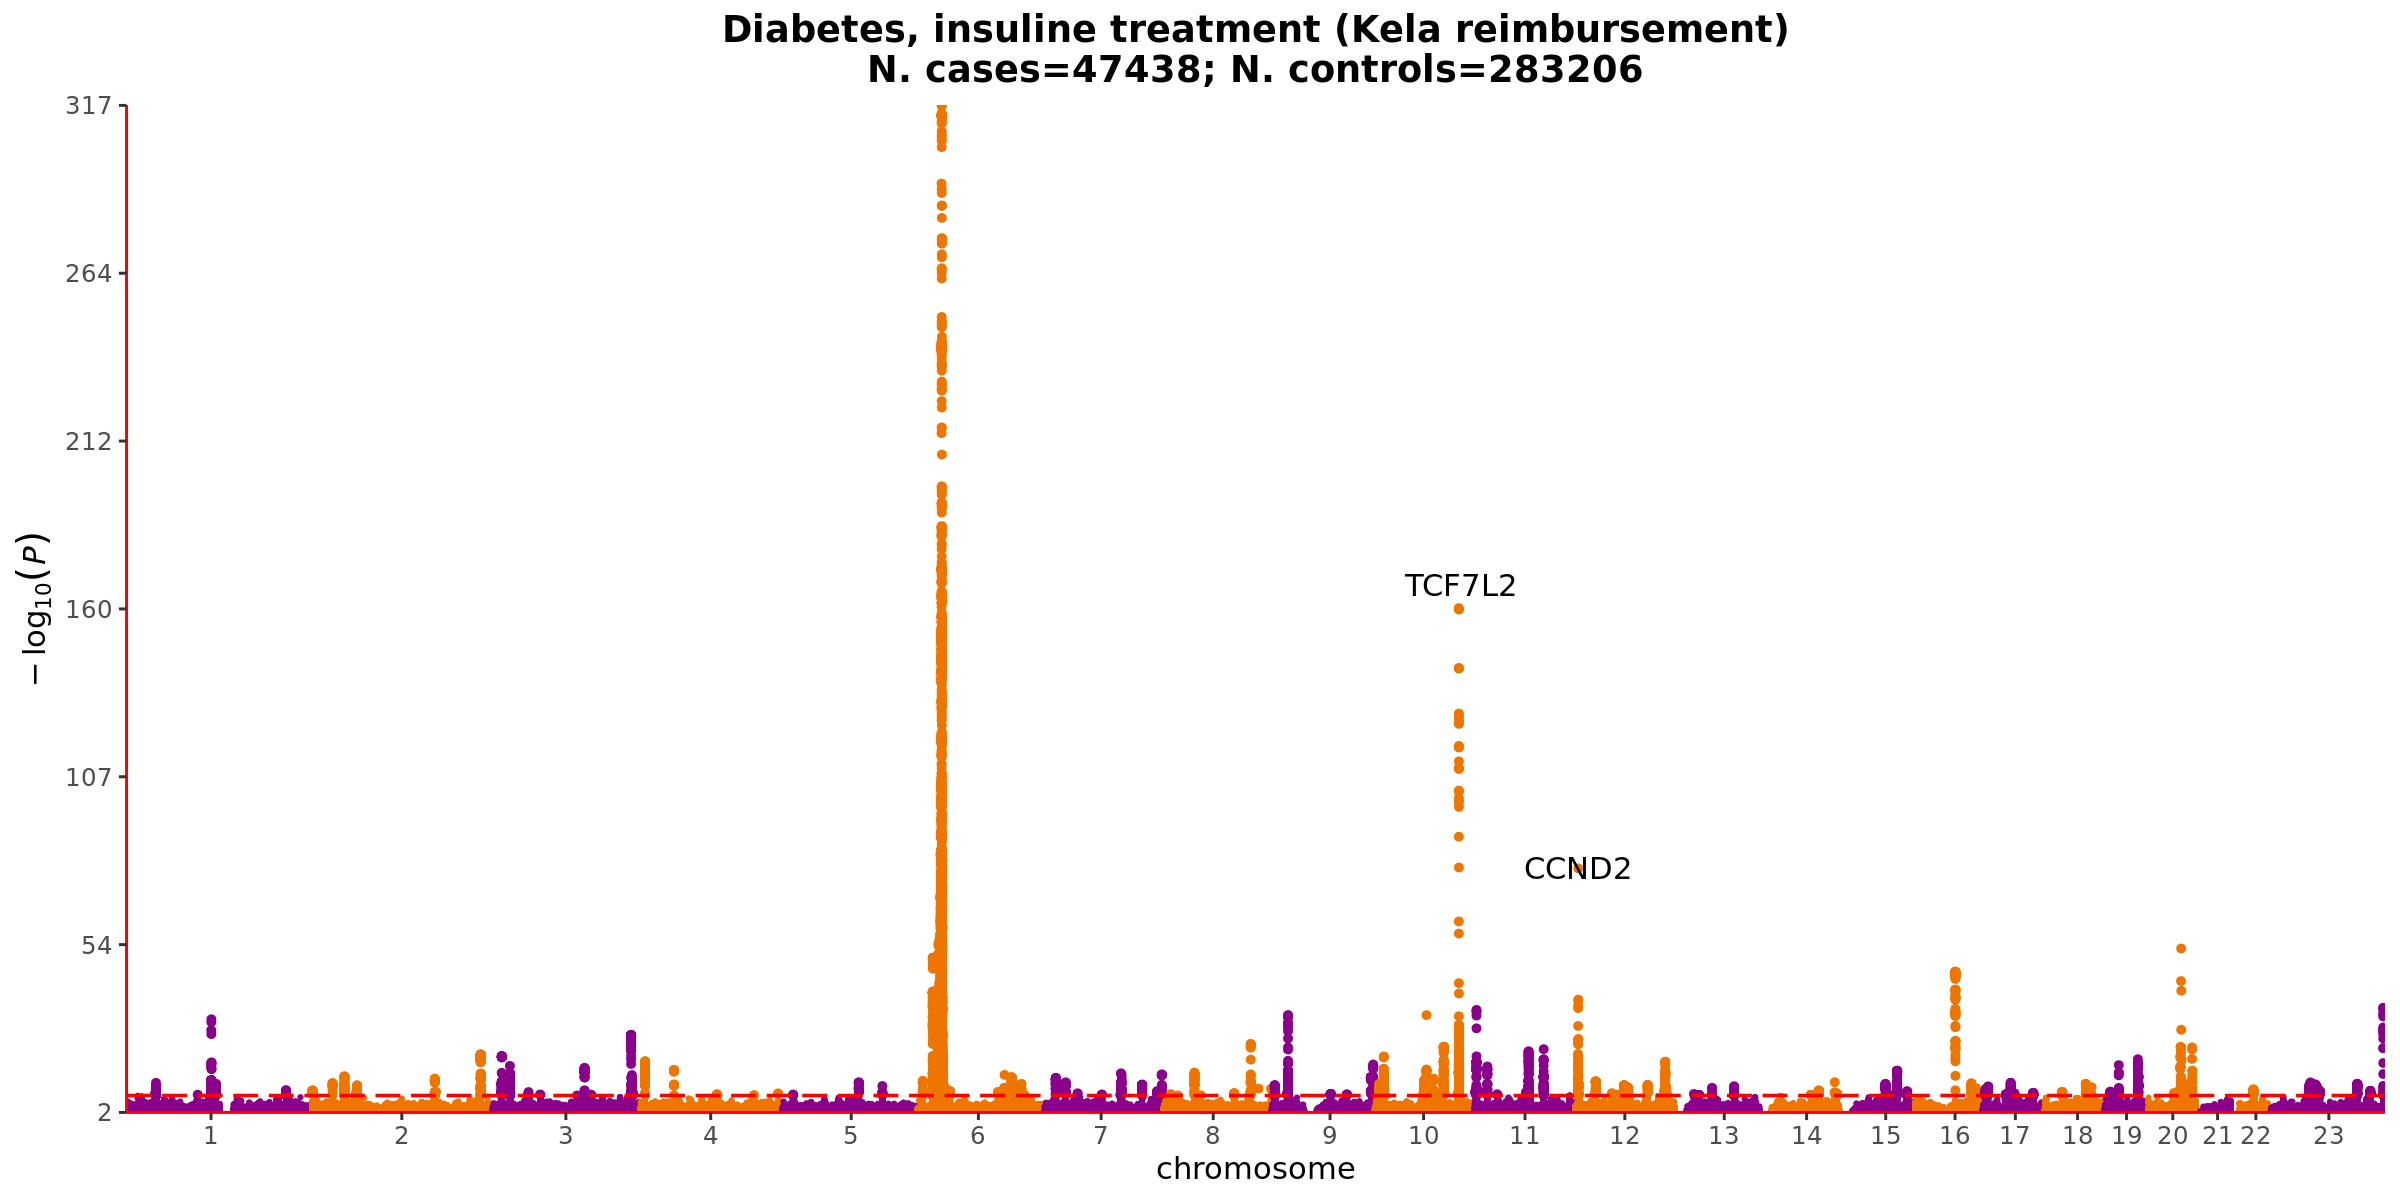 Diabetes, insuline treatment (Kela reimbursement)
N. cases=47438; N. controls=283206
317
264
212
160
107
54
2
− log10(P)
TCF7L2
CCND2
1 2 3 4 5 6 7 8 9 10 11 12 13 14 15 16 17 18 19 20 21 22 23
chromosome